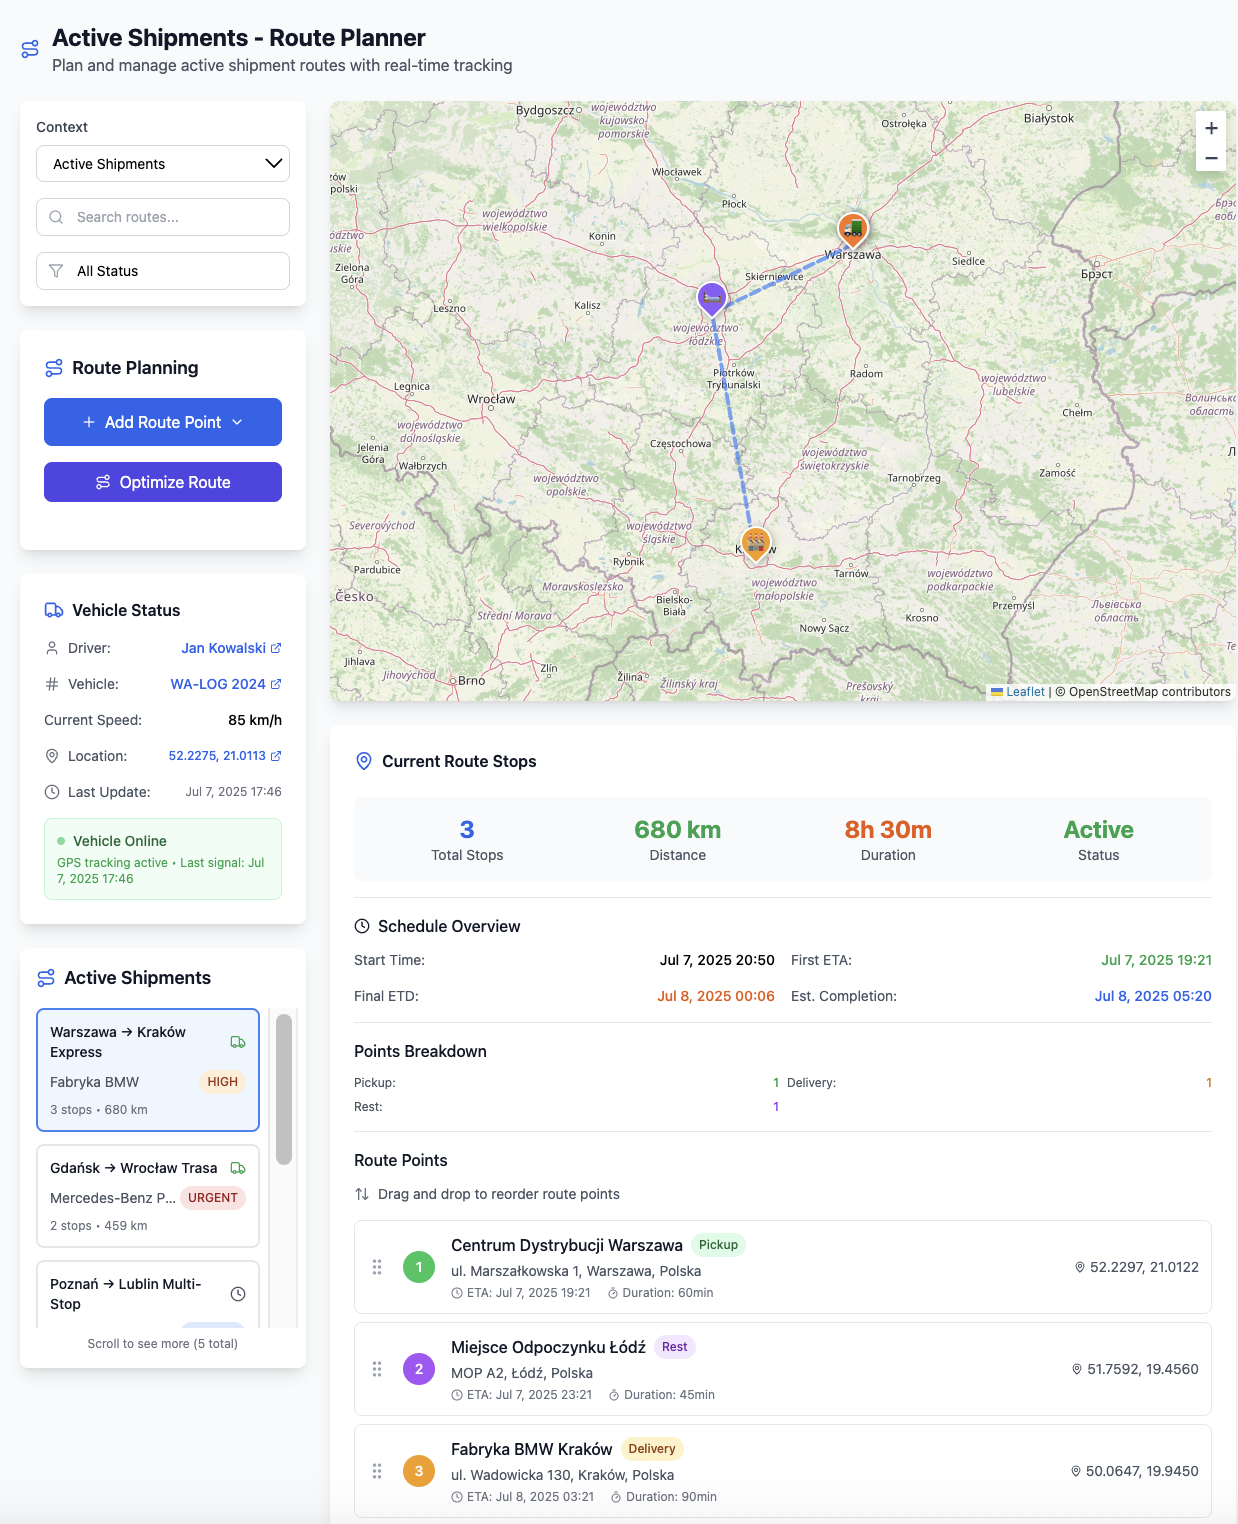 Active Shipments - Route Planner
Plan and manage active shipment routes with real-time tracking
Context
Active Shipments
Search routes...
All Status
Route Planning
Add Route Point
Optimize Route
Vehicle Status
Driver: Jan Kowalski
Vehicle: WA-LOG 2024
Current Speed: 85 km/h
Location: 52.2275, 21.0113
Last Update: Jul 7, 2025 17:46
Vehicle Online
GPS tracking active • Last signal: Jul
7, 2025 17:46
Active Shipments
Warszawa → Kraków
Express
Fabryka BMW HIGH
3 stops • 680 km
Gdańsk → Wrocław Trasa
Mercedes-Benz P... URGENT
2 stops • 459 km
Poznań → Lublin Multi-
Stop
Scroll to see more (5 total)
Bydgoszcz
województwo
kujawsko-
pomorskie
Ostrołęka
Białystok
+
−
Włocławek
Płock
województwo
wielkopolskie
Konin
Warszawa
Siedlce
Брэст
Zielona
Góra
Skierniewice
Leszno
Kalisz
województwo
łódzkie
Piotrków
Trybunalski
Radom
województwo
lubelskie
Legnica
Wrocław
Chełm
Волинська
область
województwo
dolnośląskie
Jelenia
Góra
Wałbrzych
Częstochowa
województwo
świętokrzyskie
Zamość
województwo
opolskie
Tarnobrzeg
Severovýchod
województwo
śląskie
Rybnik
Pardubice
Tarnów
Moravskoslezsko
województwo
małopolskie
województwo
podkarpackie
Česko
Bielsko-
Biała
Střední Morava
Przemyśl
Львівська
область
Krosno
Nowy Sącz
Jihlava
Jihovýchod
Brno
Zlín
Žilina
Žilinský kraj
Prešovský
kraj
Leaflet | © OpenStreetMap contributors
Current Route Stops
3 680 km 8h 30m Active
Total Stops Distance Duration Status
Schedule Overview
Start Time: Jul 7, 2025 20:50 First ETA: Jul 7, 2025 19:21
Final ETD: Jul 8, 2025 00:06 Est. Completion: Jul 8, 2025 05:20
Points Breakdown
Pickup: 1 Delivery: 1
Rest: 1
Route Points
Drag and drop to reorder route points
1 Centrum Dystrybucji Warszawa Pickup
ul. Marszałkowska 1, Warszawa, Polska 52.2297, 21.0122
ETA: Jul 7, 2025 19:21 Duration: 60min
2 Miejsce Odpoczynku Łódź Rest
MOP A2, Łódź, Polska 51.7592, 19.4560
ETA: Jul 7, 2025 23:21 Duration: 45min
3 Fabryka BMW Kraków Delivery
ul. Wadowicka 130, Kraków, Polska 50.0647, 19.9450
ETA: Jul 8, 2025 03:21 Duration: 90min